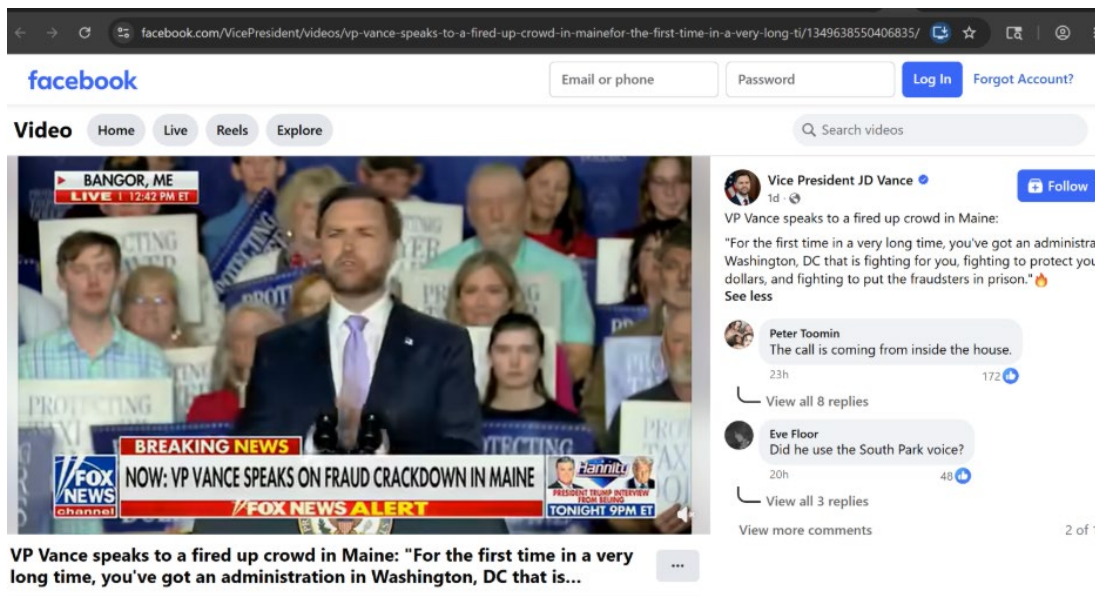 facebook.com/VicePresident/videos/vp-vance-speaks-to-a-fired-up-crowd-in-mainefor-the-first-time-in-a-very-long-ti/1349638550406835/
facebook
Email or phone
Password
Log In
Forgot Account?
Video
Home
Live
Reels
Explore
Search videos
BANGOR, ME
LIVE | 12:42 PM ET
PROTECTING
BREAKING NEWS
NOW: VP VANCE SPEAKS ON FRAUD CRACKDOWN IN MAINE
FOX NEWS ALERT
FOX
NEWS
channel
Hannity
PRESIDENT TRUMP INTERVIEW
FROM BEIJING
TONIGHT 9PM ET
VP Vance speaks to a fired up crowd in Maine: "For the first time in a very
long time, you've got an administration in Washington, DC that is...
Vice President JD Vance
1d
Follow
VP Vance speaks to a fired up crowd in Maine:
"For the first time in a very long time, you've got an administra
Washington, DC that is fighting for you, fighting to protect you
dollars, and fighting to put the fraudsters in prison."🔥
See less
Peter Toomin
The call is coming from inside the house.
23h
172
View all 8 replies
Eve Floor
Did he use the South Park voice?
20h
48
View all 3 replies
View more comments
2 of 1